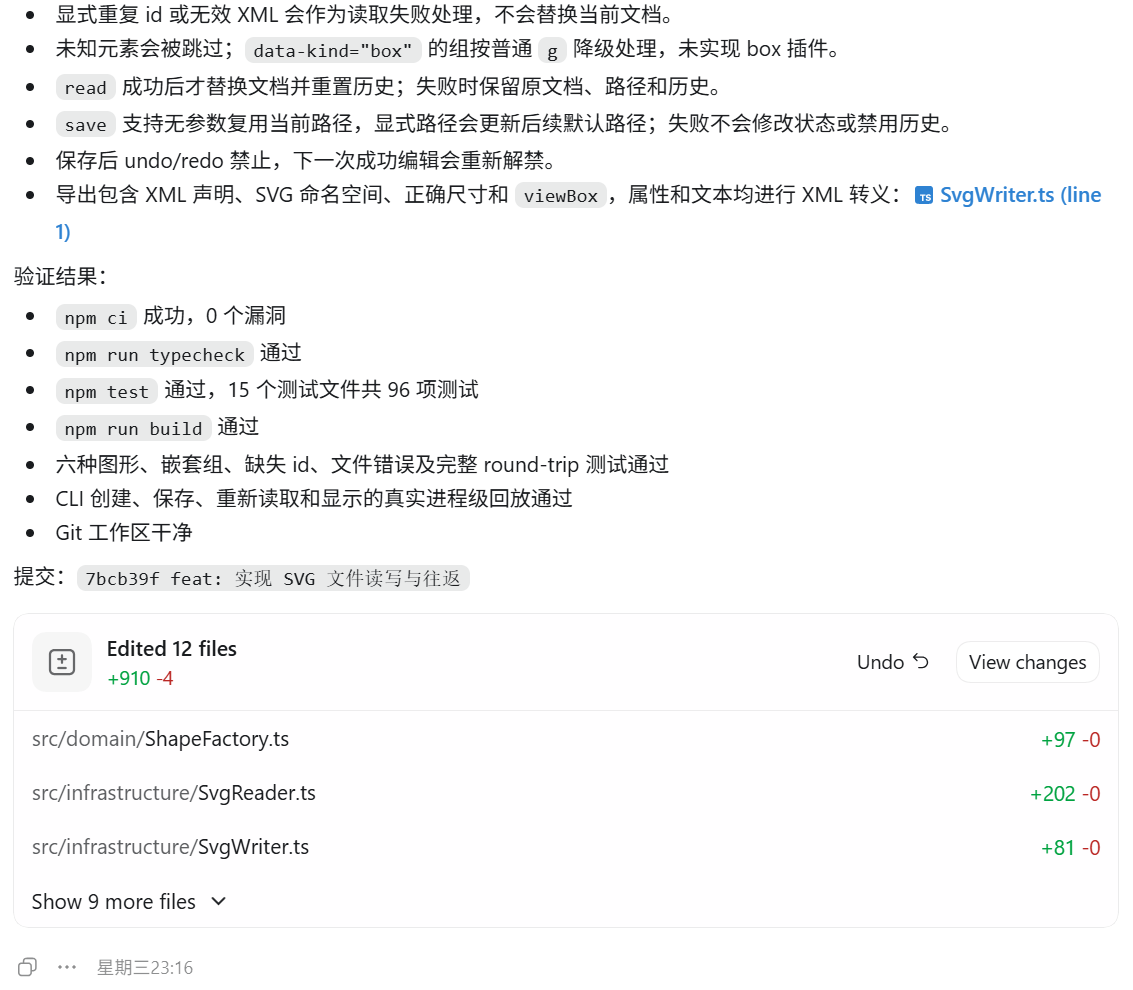 显式重复 id 或无效 XML 会作为读取失败处理，不会替换当前文档。
未知元素会被跳过；data-kind="box" 的组按普通 g 降级处理，未实现 box 插件。
read 成功后才替换文档并重置历史；失败时保留原文档、路径和历史。
save 支持无参数复用当前路径，显式路径会更新后续默认路径；失败不会修改状态或禁用历史。
保存后 undo/redo 禁止，下一次成功编辑会重新解禁。
导出包含 XML 声明、SVG 命名空间、正确尺寸和 viewBox，属性和文本均进行 XML 转义： TS SvgWriter.ts (line
1)
验证结果：
npm ci 成功，0 个漏洞
npm run typecheck 通过
npm test 通过，15 个测试文件共 96 项测试
npm run build 通过
六种图形、嵌套组、缺失 id、文件错误及完整 round-trip 测试通过
CLI 创建、保存、重新读取和显示的真实进程级回放通过
Git 工作区干净
提交： 7bcb39f feat: 实现 SVG 文件读写与往返
Edited 12 files
+910 -4
Undo
View changes
src/domain/ShapeFactory.ts +97 -0
src/infrastructure/SvgReader.ts +202 -0
src/infrastructure/SvgWriter.ts +81 -0
Show 9 more files
星期三23:16